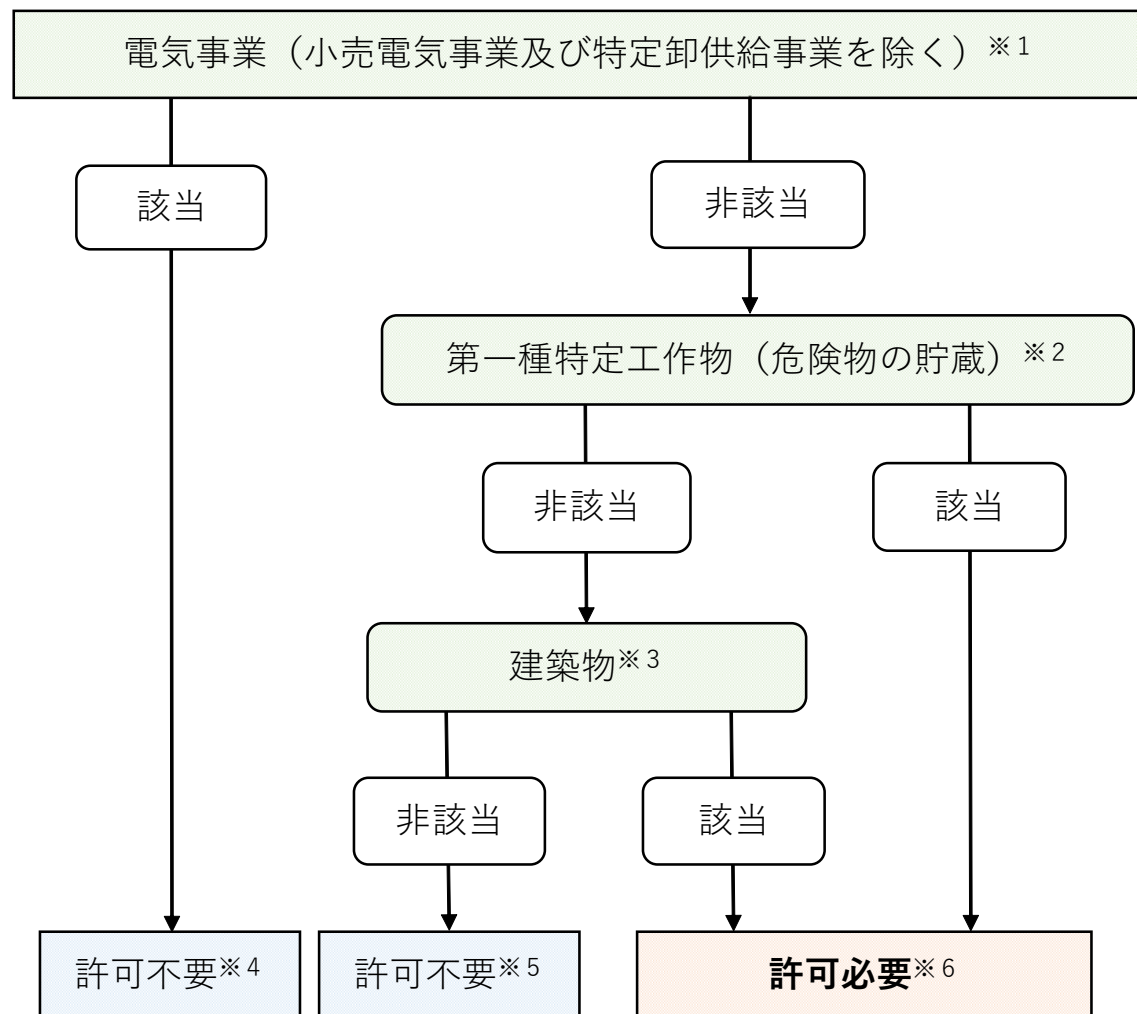 電気事業（小売電気事業及び特定卸供給事業を除く）※1
該当
非該当
第一種特定工作物（危険物の貯蔵）※2
非該当
該当
建築物※3
非該当
該当
許可不要※4
許可不要※5
許可必要※6